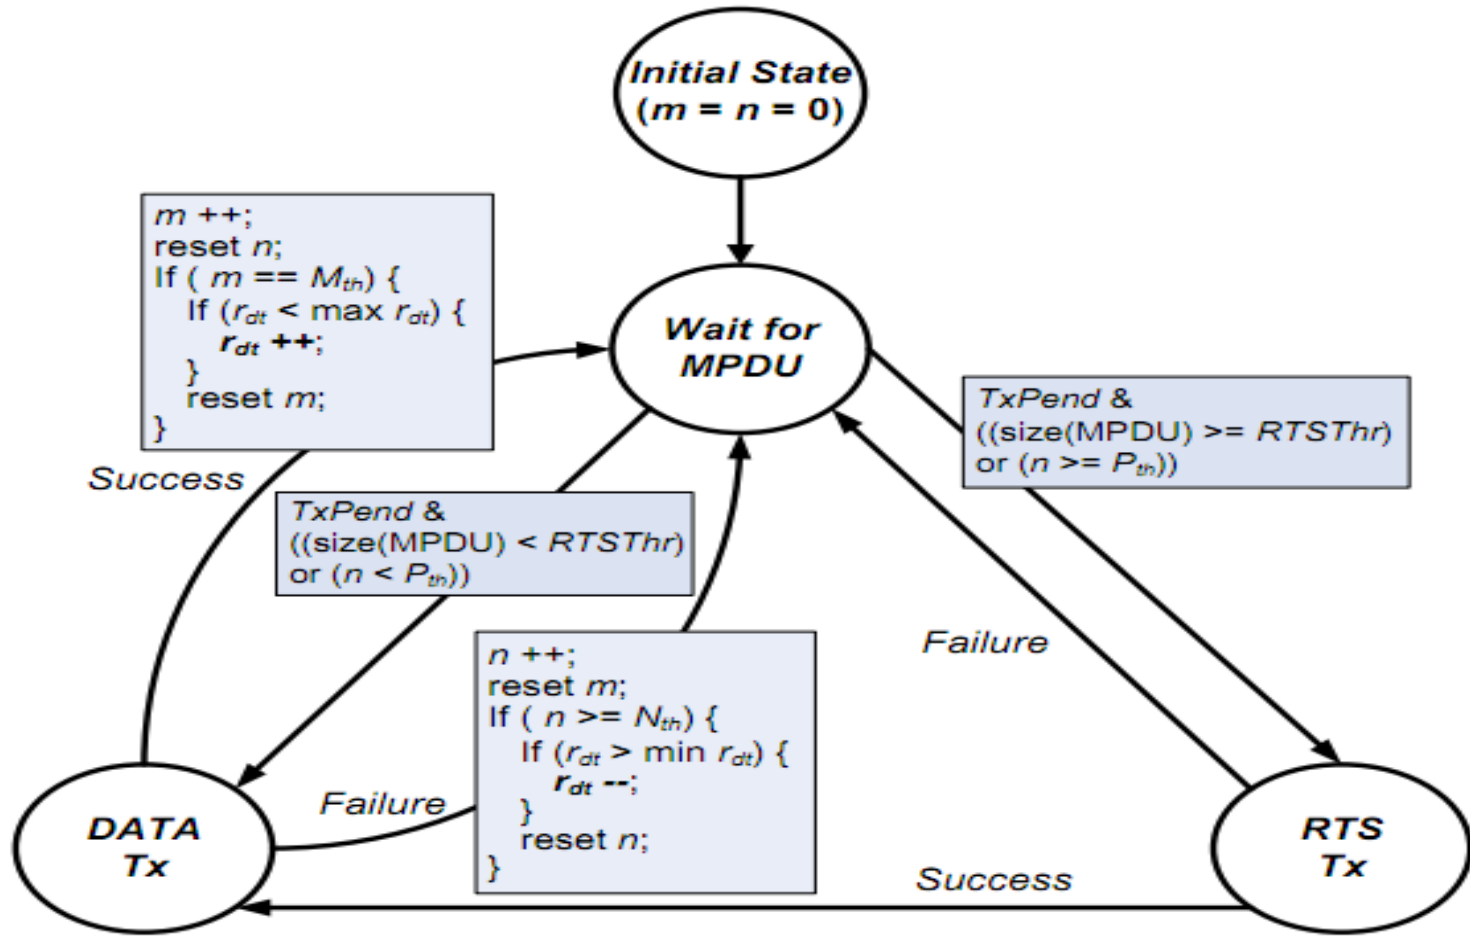 Initial State
(m = n = 0)
m ++;
reset n;
If ( m == Mth) {
If (rdt < max rdt) {
rdt ++;
}
reset m;
}
Wait for
MPDU
TxPend &
((size(MPDU) >= RTSThr)
or (n >= Pth))
Success
TxPend &
((size(MPDU) < RTSThr)
or (n < Pth))
n ++;
reset m;
If ( n >= Nth) {
If (rdt > min rdt) {
rdt --;
}
reset n;
}
Failure
Failure
DATA
Tx
RTS
Tx
Success